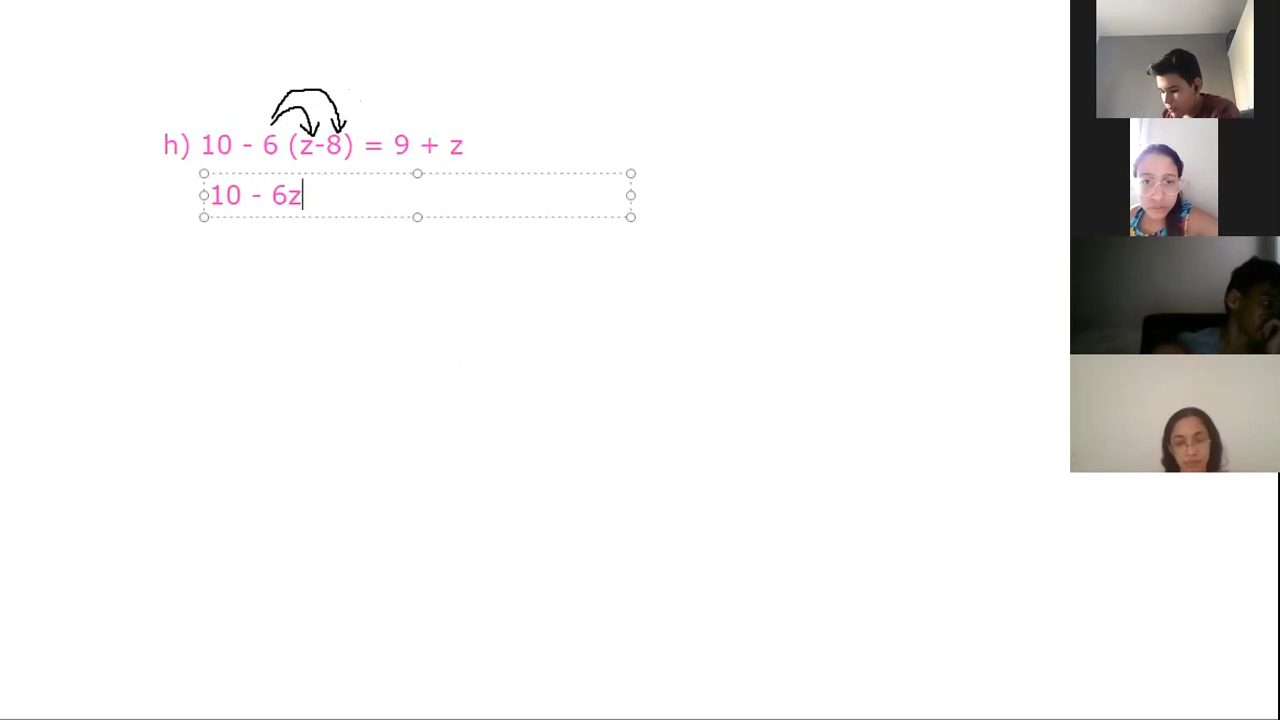 h) 10 - 6 (z-8) = 9 + z
10 - 6z